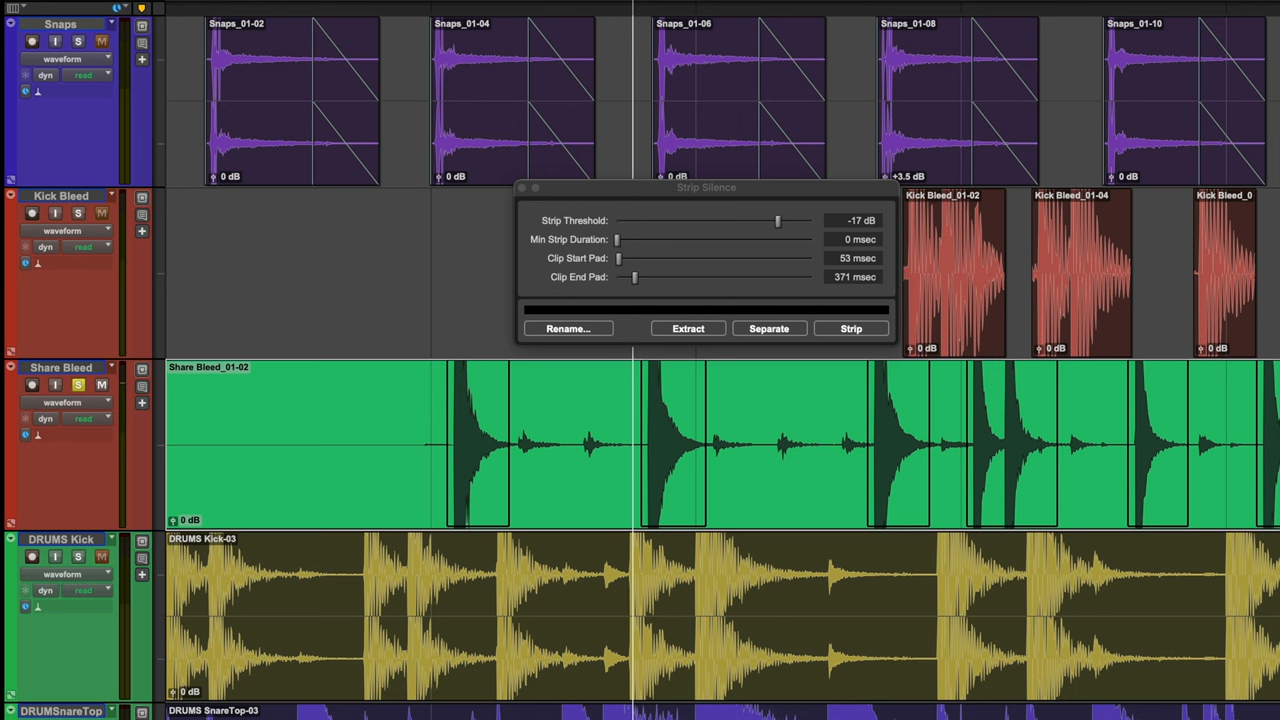 Snaps
I S M
waveform
dyn read
Snaps_01-02
Snaps_01-04
Snaps_01-06
Snaps_01-08
Snaps_01-10
0 dB
0 dB
+3.5 dB
0 dB
Kick Bleed
I S M
waveform
dyn read
Strip Silence
Strip Threshold: -17 dB
Min Strip Duration: 0 msec
Clip Start Pad: 53 msec
Clip End Pad: 371 msec
Rename... Extract Separate Strip
Kick Bleed_01-02
Kick Bleed_01-04
Kick Bleed_0
0 dB
0 dB
0 dB
Share Bleed
I S M
waveform
dyn read
Share Bleed_01-02
0 dB
DRUMS Kick
I S M
waveform
dyn read
DRUMS Kick-03
0 dB
DRUMSnareTop
DRUMS SnareTop-03